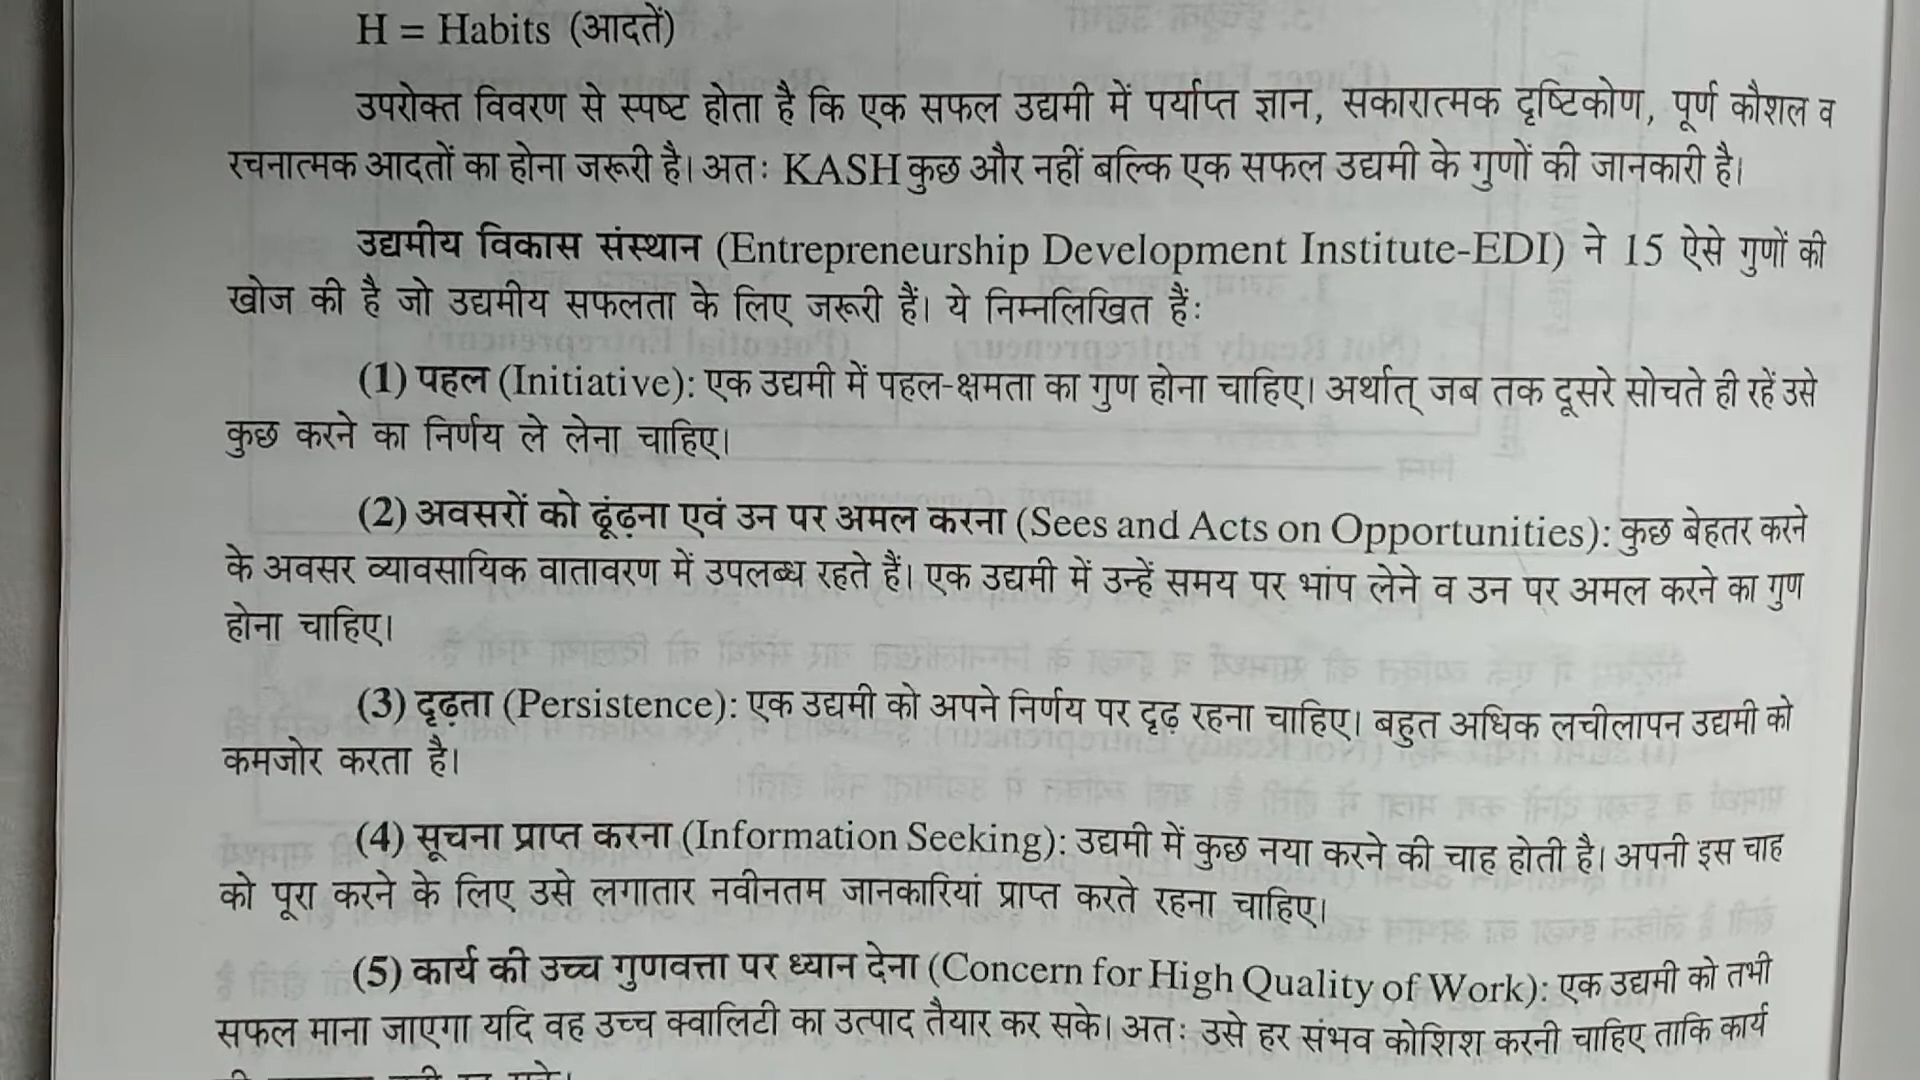 H = Habits (आदतें)
उपरोक्त विवरण से स्पष्ट होता है कि एक सफल उद्यमी में पर्याप्त ज्ञान, सकारात्मक दृष्टिकोण, पूर्ण कौशल व
रचनात्मक आदतों का होना जरूरी है। अतः KASH कुछ और नहीं बल्कि एक सफल उद्यमी के गुणों की जानकारी है।
उद्यमीय विकास संस्थान (Entrepreneurship Development Institute-EDI) ने 15 ऐसे गुणों की
खोज की है जो उद्यमीय सफलता के लिए जरूरी हैं। ये निम्नलिखित हैं:
(1) पहल (Initiative): एक उद्यमी में पहल-क्षमता का गुण होना चाहिए। अर्थात् जब तक दूसरे सोचते ही रहें उसे
कुछ करने का निर्णय ले लेना चाहिए।
(2) अवसरों को ढूंढ़ना एवं उन पर अमल करना (Sees and Acts on Opportunities): कुछ बेहतर करने
के अवसर व्यावसायिक वातावरण में उपलब्ध रहते हैं। एक उद्यमी में उन्हें समय पर भांप लेने व उन पर अमल करने का गुण
होना चाहिए।
(3) दृढ़ता (Persistence): एक उद्यमी को अपने निर्णय पर दृढ़ रहना चाहिए। बहुत अधिक लचीलापन उद्यमी को
कमजोर करता है।
(4) सूचना प्राप्त करना (Information Seeking): उद्यमी में कुछ नया करने की चाह होती है। अपनी इस चाह
को पूरा करने के लिए उसे लगातार नवीनतम जानकारियां प्राप्त करते रहना चाहिए।
(5) कार्य की उच्च गुणवत्ता पर ध्यान देना (Concern for High Quality of Work): एक उद्यमी को तभी
सफल माना जाएगा यदि वह उच्च क्वालिटी का उत्पाद तैयार कर सके। अतः उसे हर संभव कोशिश करनी चाहिए ताकि कार्य